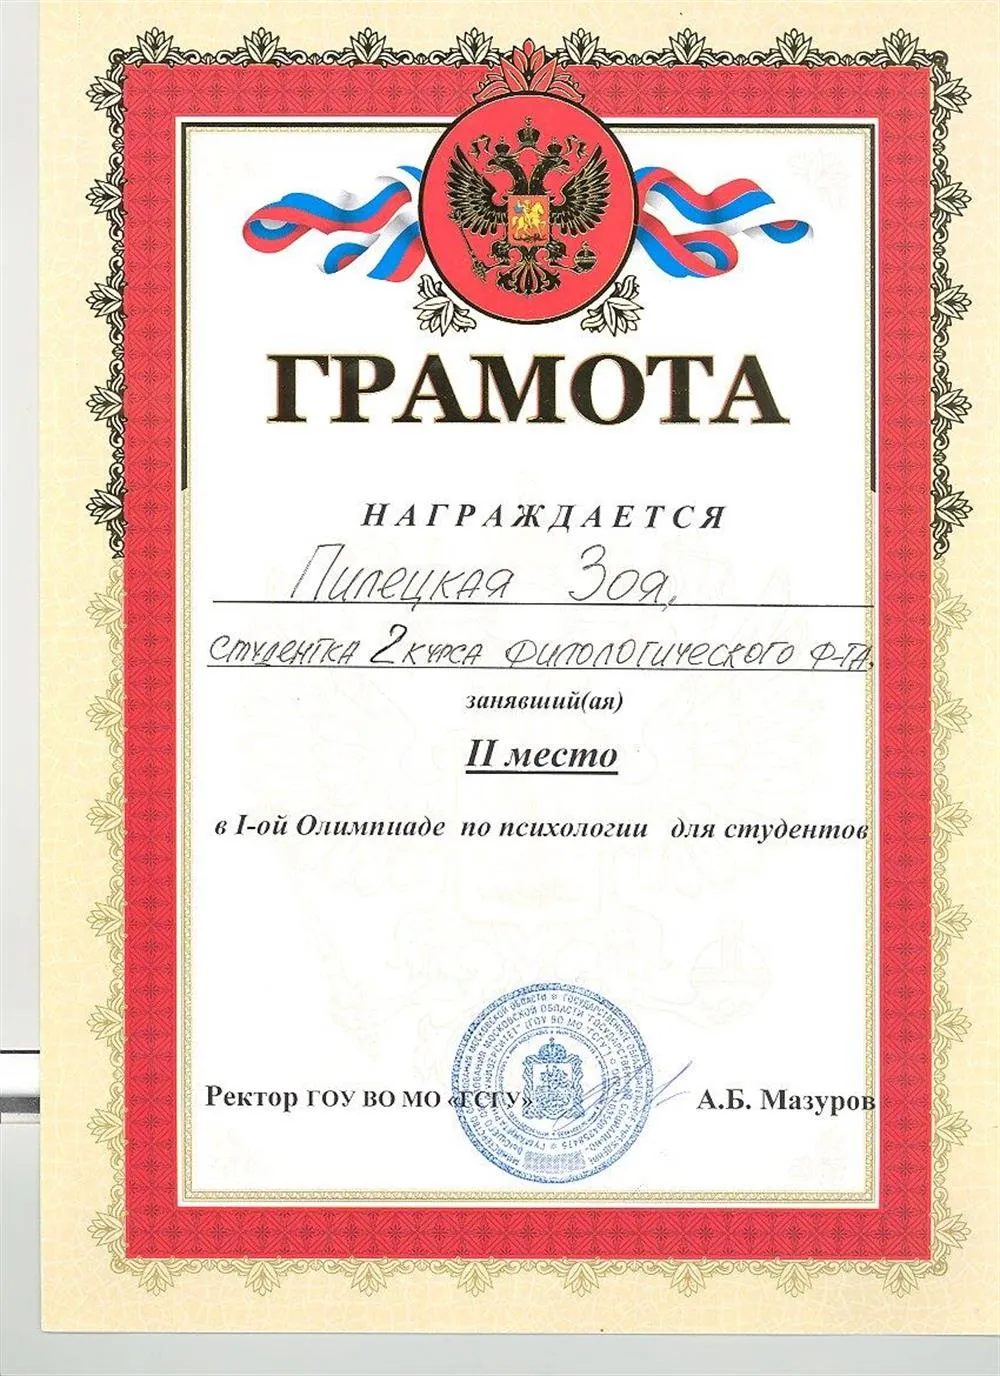 ГРАМОТА
НАГРАЖДАЕТСЯ
Пилецкая Зоя,
студентка 2 курса филологического ф-та,
занявший(ая)
II место
в I-ой Олимпиаде по психологии для студентов
Ректор ГОУ ВО МО «ГСГУ» А.Б. Мазуров